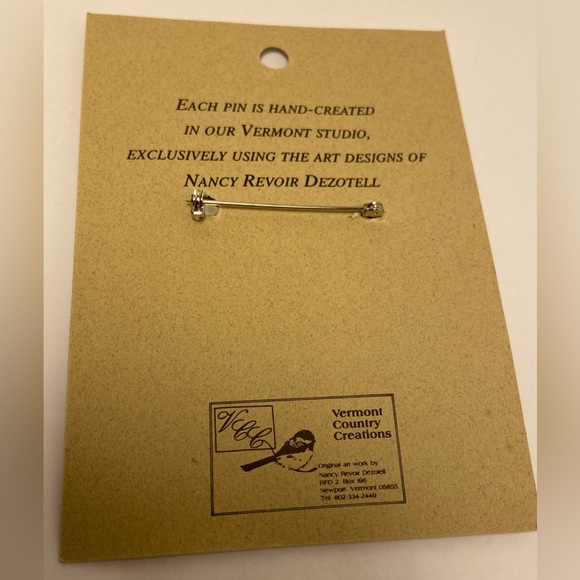 EACH PIN IS HAND-CREATED
IN OUR VERMONT STUDIO,
EXCLUSIVELY USING THE ART DESIGNS OF
NANCY REVOIR DEZOTELL
VCC
Vermont
Country
Creations
Original art work by
Nancy Revoir Dezotell
RFD 2, Box 196
Newport, Vermont 05855
Tel. 802-334-2449